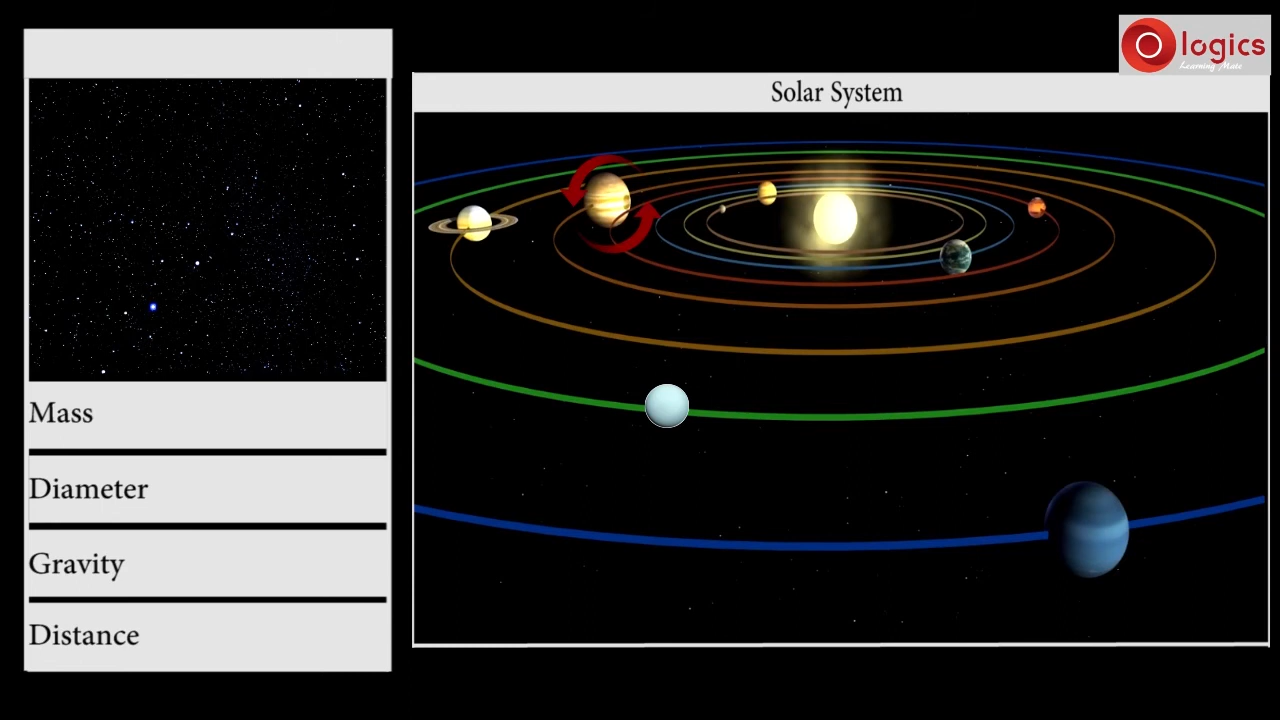 logics
Learning Mate
Solar System
Mass
Diameter
Gravity
Distance